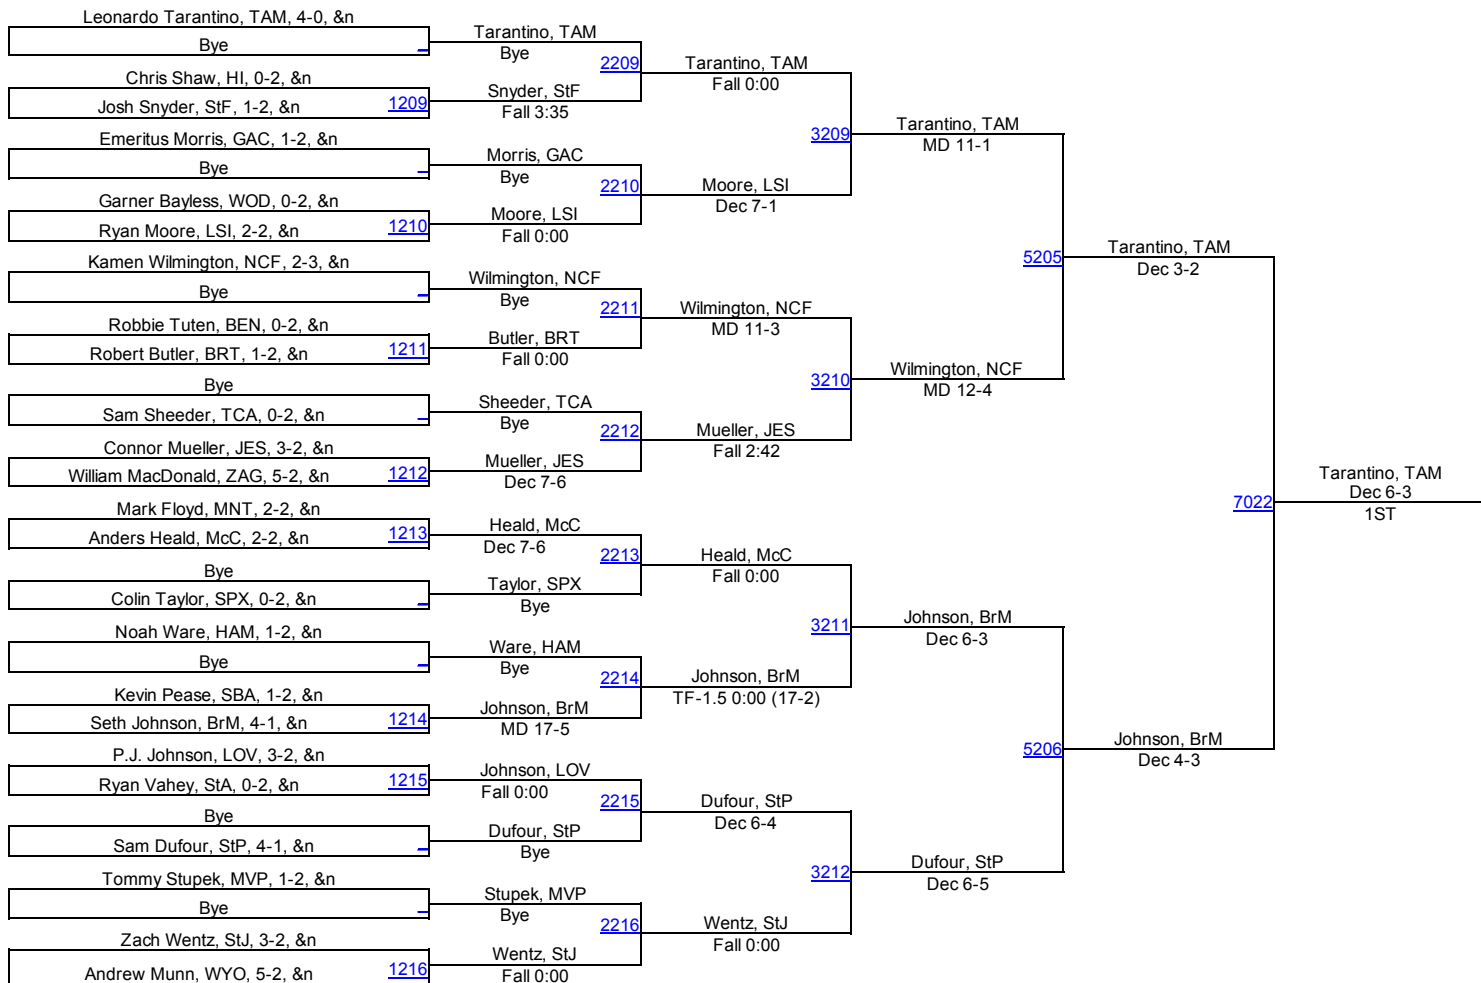 Leonardo Tarantino, TAM, 4-0, &n
Bye
_
Chris Shaw, HI, 0-2, &n
Josh Snyder, StF, 1-2, &n
1209
Emeritus Morris, GAC, 1-2, &n
Bye
_
Garner Bayless, WOD, 0-2, &n
Ryan Moore, LSI, 2-2, &n
1210
Kamen Wilmington, NCF, 2-3, &n
Bye
_
Robbie Tuten, BEN, 0-2, &n
Robert Butler, BRT, 1-2, &n
1211
Bye
Sam Sheeder, TCA, 0-2, &n
_
Connor Mueller, JES, 3-2, &n
William MacDonald, ZAG, 5-2, &n
1212
Mark Floyd, MNT, 2-2, &n
Anders Heald, McC, 2-2, &n
1213
Bye
Colin Taylor, SPX, 0-2, &n
_
Noah Ware, HAM, 1-2, &n
Bye
_
Kevin Pease, SBA, 1-2, &n
Seth Johnson, BrM, 4-1, &n
1214
P.J. Johnson, LOV, 3-2, &n
Ryan Vahey, StA, 0-2, &n
1215
Bye
Sam Dufour, StP, 4-1, &n
_
Tommy Stupek, MVP, 1-2, &n
Bye
_
Zach Wentz, StJ, 3-2, &n
Andrew Munn, WYO, 5-2, &n
1216
Tarantino, TAM
Bye
2209
Snyder, StF
Fall 3:35
Morris, GAC
Bye
2210
Moore, LSI
Fall 0:00
Wilmington, NCF
Bye
2211
Butler, BRT
Fall 0:00
Sheeder, TCA
Bye
2212
Mueller, JES
Dec 7-6
Heald, McC
Dec 7-6
2213
Taylor, SPX
Bye
Ware, HAM
Bye
2214
Johnson, BrM
MD 17-5
Johnson, LOV
Fall 0:00
2215
Dufour, StP
Bye
Stupek, MVP
Bye
2216
Wentz, StJ
Fall 0:00
Tarantino, TAM
Fall 0:00
3209
Moore, LSI
Dec 7-1
Wilmington, NCF
MD 11-3
3210
Mueller, JES
Fall 2:42
Heald, McC
Fall 0:00
3211
Johnson, BrM
TF-1.5 0:00 (17-2)
Dufour, StP
Dec 6-4
3212
Wentz, StJ
Fall 0:00
Tarantino, TAM
MD 11-1
5205
Wilmington, NCF
MD 12-4
Johnson, BrM
Dec 6-3
5206
Dufour, StP
Dec 6-5
Tarantino, TAM
Dec 3-2
7022
Johnson, BrM
Dec 4-3
Tarantino, TAM
Dec 6-3
1ST